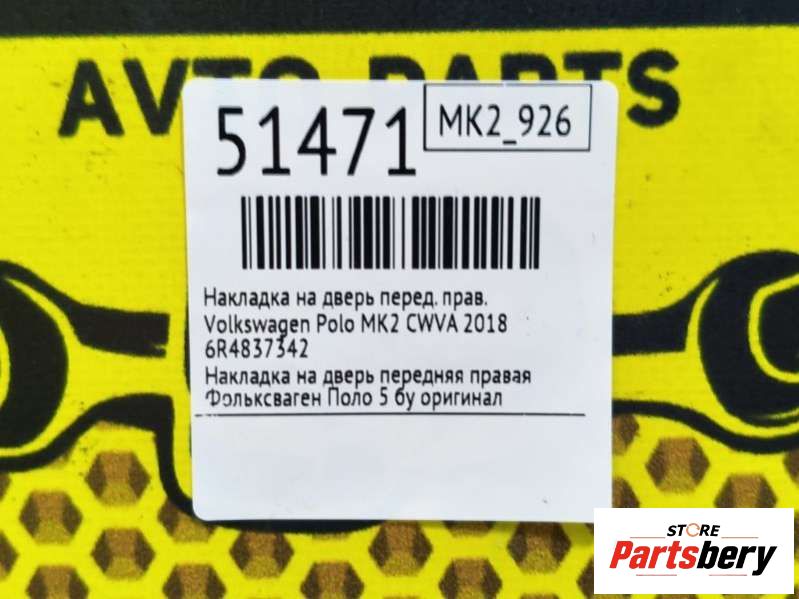 AVTO PARTS
51471
MK2_926
Накладка на дверь перед. прав.
Volkswagen Polo MK2 CWVA 2018
6R4837342
Накладка на дверь передняя правая
Фольксваген Поло 5 бу оригинал
STORE
Partsbery